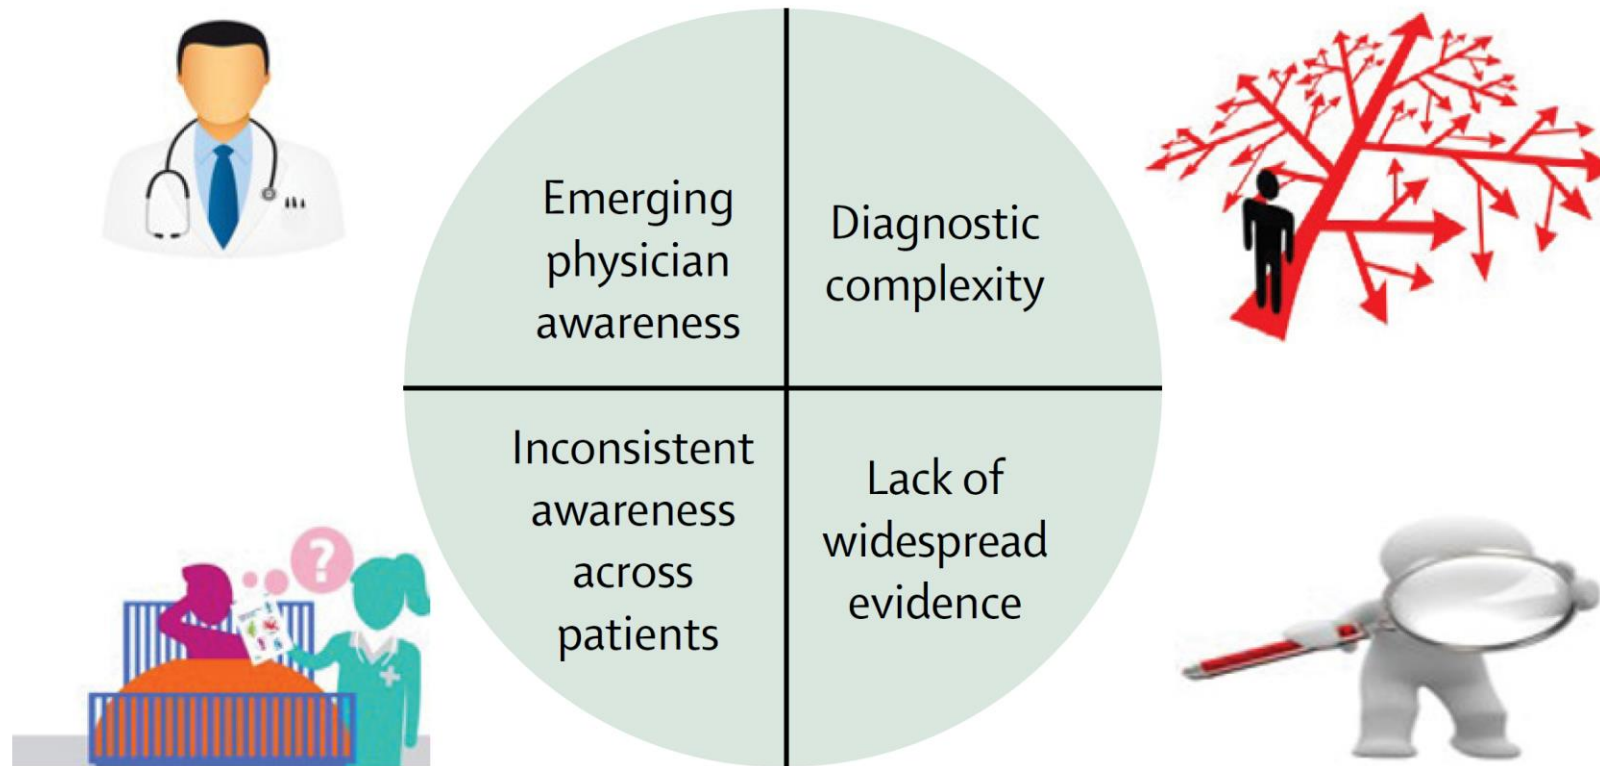 Emerging
physician
awareness
Diagnostic
complexity
Inconsistent
awareness
across
patients
Lack of
widespread
evidence
?